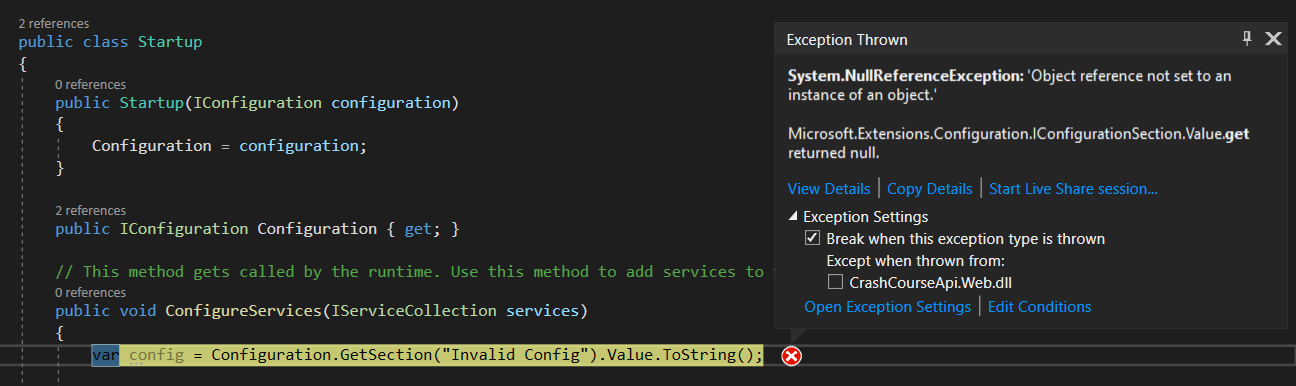 2 references
public class Startup
{
0 references
public Startup(IConfiguration configuration)
{
Configuration = configuration;
}
2 references
public IConfiguration Configuration { get; }
// This method gets called by the runtime. Use this method to add services to
0 references
public void ConfigureServices(IServiceCollection services)
{
var config = Configuration.GetSection("Invalid Config").Value.ToString();
Exception Thrown
System.NullReferenceException: 'Object reference not set to an
instance of an object.'
Microsoft.Extensions.Configuration.IConfigurationSection.Value.get
returned null.
View Details | Copy Details | Start Live Share session...
Exception Settings
Break when this exception type is thrown
Except when thrown from:
CrashCourseApi.Web.dll
Open Exception Settings | Edit Conditions